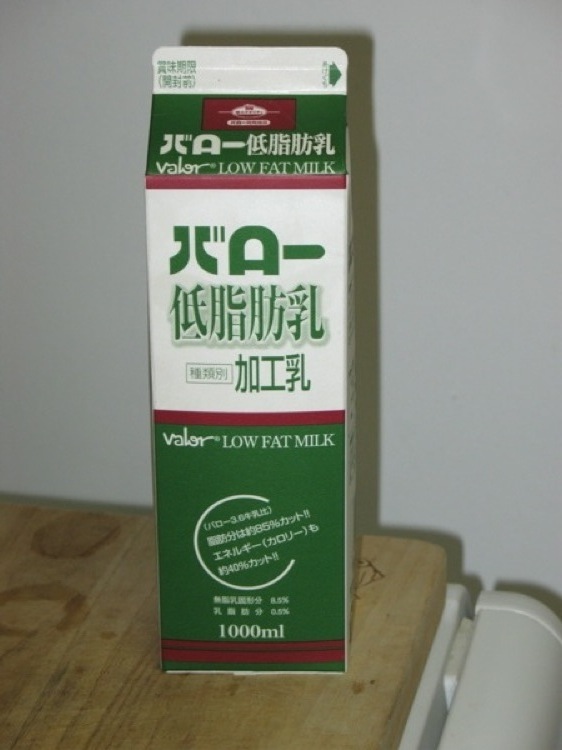 賞味期限
(開封前)
あけぐち
バロー低脂肪乳
valor® LOW FAT MILK
バロー
低脂肪乳
種類別 加工乳
valor® LOW FAT MILK
(バロー3.6牛乳比)
脂肪分は約85%カット!!
エネルギー(カロリー)も
約40%カット!!
無脂乳固形分 8.5%
乳脂肪分 0.5%
1000ml